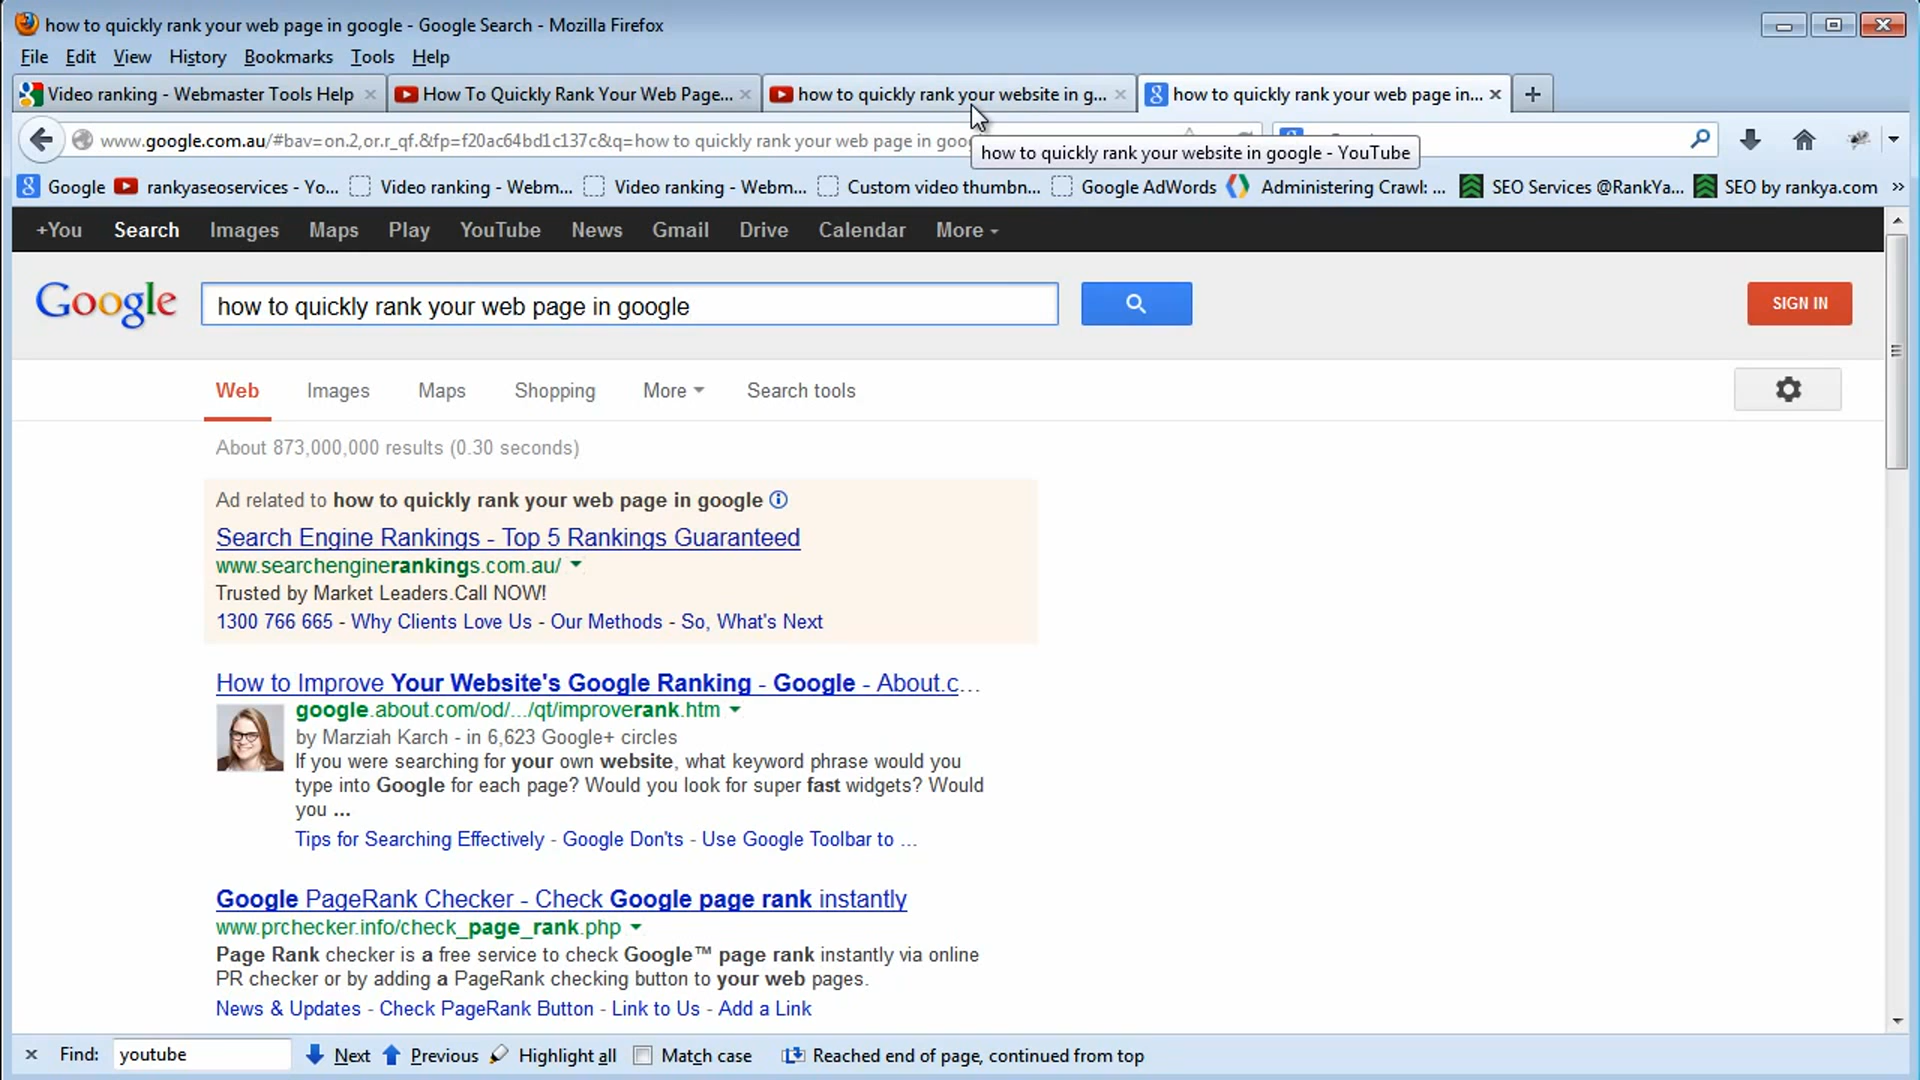 how to quickly rank your web page in google - Google Search - Mozilla Firefox
File Edit View History Bookmarks Tools Help
Video ranking - Webmaster Tools Help × How To Quickly Rank Your Web Page... × how to quickly rank your website in g... × how to quickly rank your web page in... × +
www.google.com.au/#bav=on.2,or.r_qf.&fp=f20ac64bd1c137c&q=how to quickly rank your web page in goo
how to quickly rank your website in google - YouTube
Google rankyaseoservices - Yo... Video ranking - Webm... Video ranking - Webm... Custom video thumbn... Google AdWords Administering Crawl: ... SEO Services @RankYa... SEO by rankya.com »
+You Search Images Maps Play YouTube News Gmail Drive Calendar More
Google how to quickly rank your web page in google SIGN IN
Web Images Maps Shopping More Search tools
About 873,000,000 results (0.30 seconds)
Ad related to how to quickly rank your web page in google
Search Engine Rankings - Top 5 Rankings Guaranteed
www.searchenginerankings.com.au/
Trusted by Market Leaders.Call NOW!
1300 766 665 - Why Clients Love Us - Our Methods - So, What's Next
How to Improve Your Website's Google Ranking - Google - About.c...
google.about.com/od/.../qt/improverank.htm
by Marziah Karch - in 6,623 Google+ circles
If you were searching for your own website, what keyword phrase would you
type into Google for each page? Would you look for super fast widgets? Would
you ...
Tips for Searching Effectively - Google Don'ts - Use Google Toolbar to ...
Google PageRank Checker - Check Google page rank instantly
www.prchecker.info/check_page_rank.php
Page Rank checker is a free service to check Google™ page rank instantly via online
PR checker or by adding a PageRank checking button to your web pages.
News & Updates - Check PageRank Button - Link to Us - Add a Link
× Find: youtube Next Previous Highlight all Match case Reached end of page, continued from top